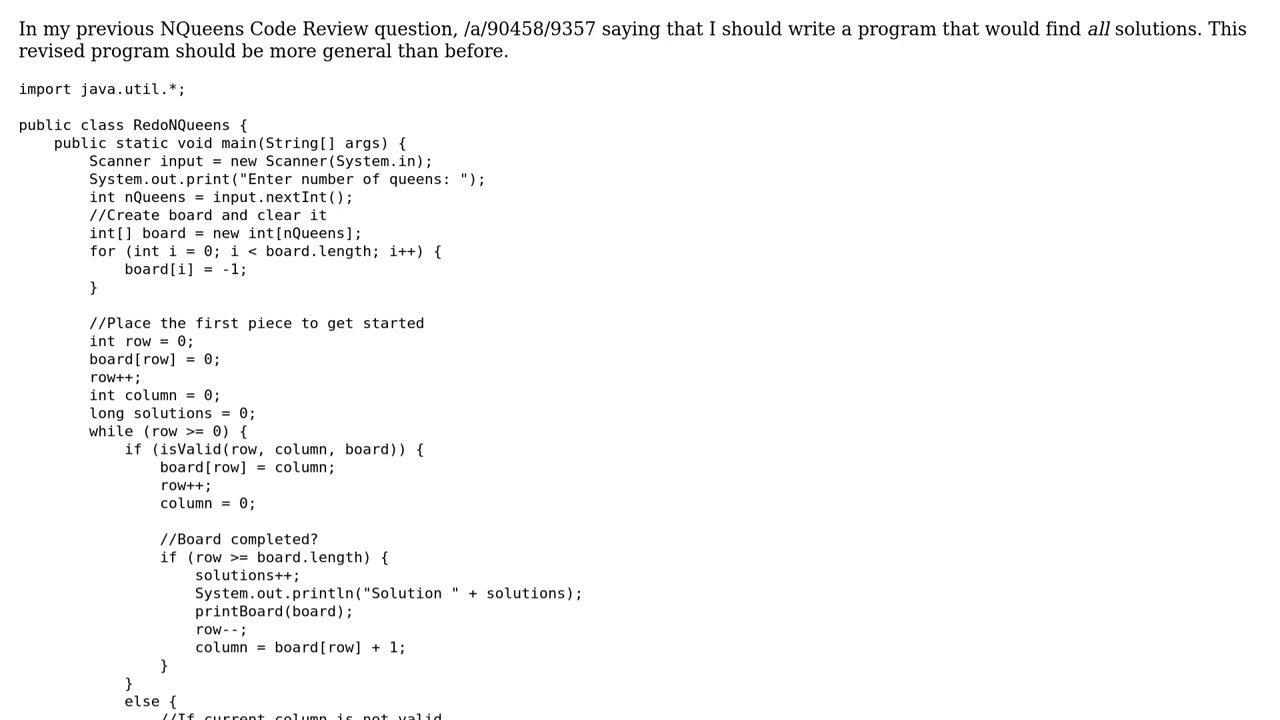 In my previous NQueens Code Review question, /a/90458/9357 saying that I should write a program that would find all solutions. This
revised program should be more general than before.
import java.util.*;
public class RedoNQueens {
    public static void main(String[] args) {
        Scanner input = new Scanner(System.in);
        System.out.print("Enter number of queens: ");
        int nQueens = input.nextInt();
        //Create board and clear it
        int[] board = new int[nQueens];
        for (int i = 0; i < board.length; i++) {
            board[i] = -1;
        }
        //Place the first piece to get started
        int row = 0;
        board[row] = 0;
        row++;
        int column = 0;
        long solutions = 0;
        while (row >= 0) {
            if (isValid(row, column, board)) {
                board[row] = column;
                row++;
                column = 0;
                //Board completed?
                if (row >= board.length) {
                    solutions++;
                    System.out.println("Solution " + solutions);
                    printBoard(board);
                    row--;
                    column = board[row] + 1;
                }
            }
            else {
                //If current column is not valid